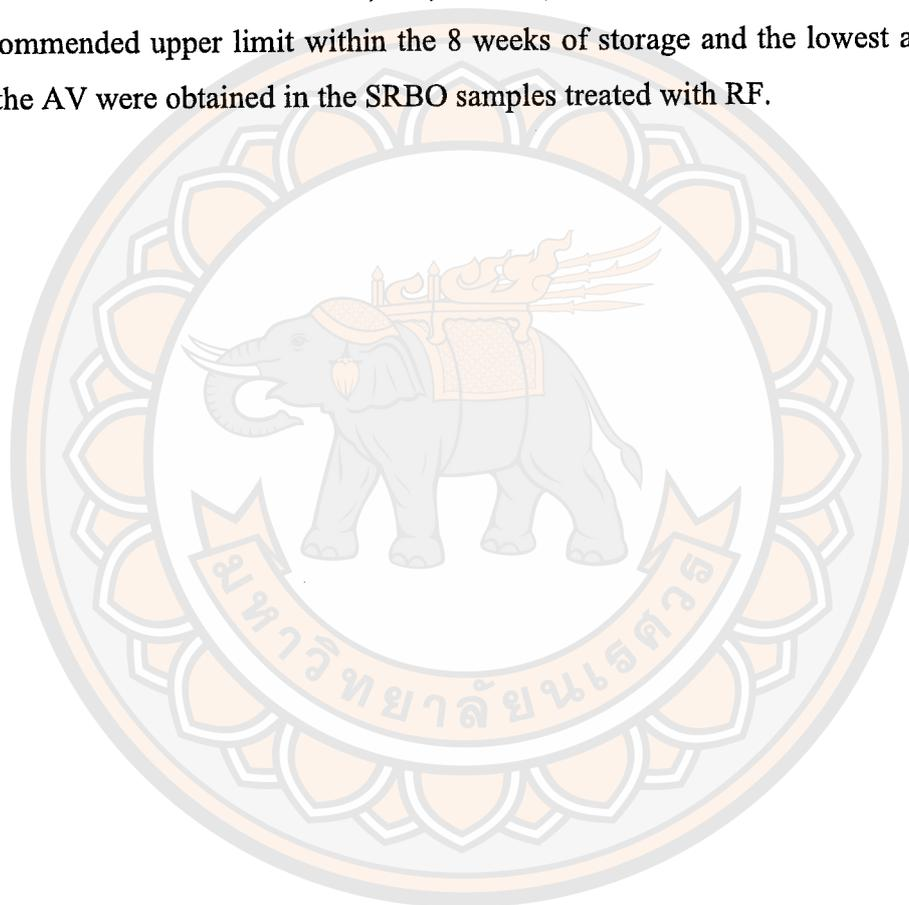 ommended upper limit within the 8 weeks of storage and the lowest a
the AV were obtained in the SRBO samples treated with RF.
มหาวิทยาลัยนเรศวร